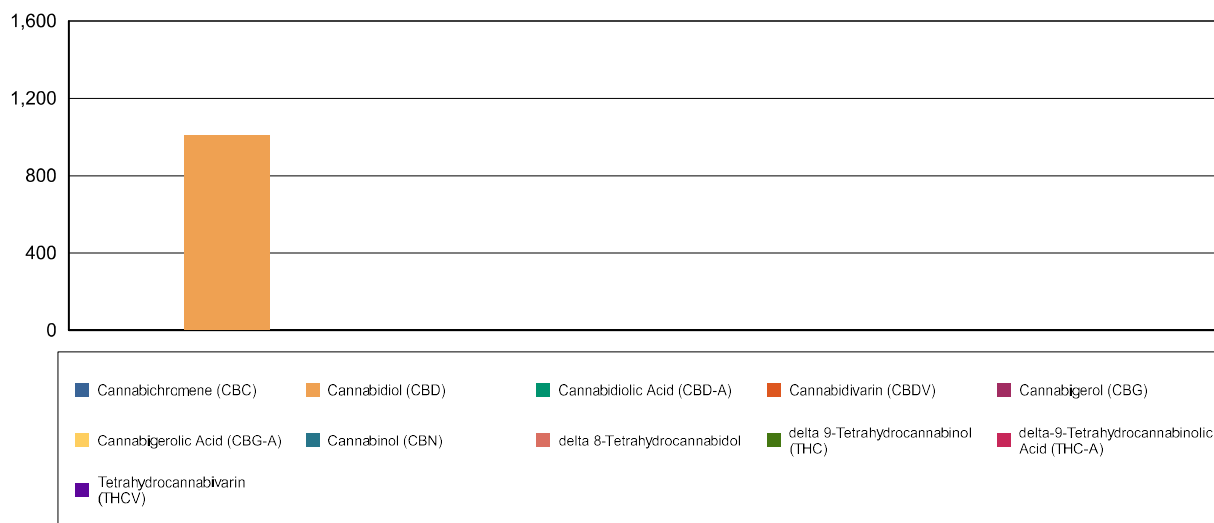 1,600
1,200
800
400
0
Cannabichromene (CBC)
Cannabidiol (CBD)
Cannabidiolic Acid (CBD-A)
Cannabidivarin (CBDV)
Cannabigerol (CBG)
Cannabigerolic Acid (CBG-A)
Cannabinol (CBN)
delta 8-Tetrahydrocannabidol
delta 9-Tetrahydrocannabinol
(THC)
delta-9-Tetrahydrocannabinolic
Acid (THC-A)
Tetrahydrocannabivarin
(THCV)